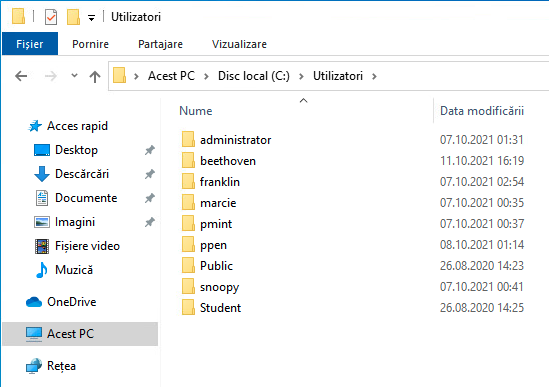 Utilizatori
Fișier Pornire Partajare Vizualizare
Acest PC Disc local (C:) Utilizatori
Nume Data modificării
Acces rapid
Desktop
Descărcări
Documente
Imagini
Fișiere video
Muzică
OneDrive
Acest PC
Rețea
administrator 07.10.2021 01:31
beethoven 11.10.2021 16:19
franklin 07.10.2021 02:54
marcie 07.10.2021 00:35
pmint 07.10.2021 00:37
ppen 08.10.2021 01:14
Public 26.08.2020 14:23
snoopy 07.10.2021 00:41
Student 26.08.2020 14:25